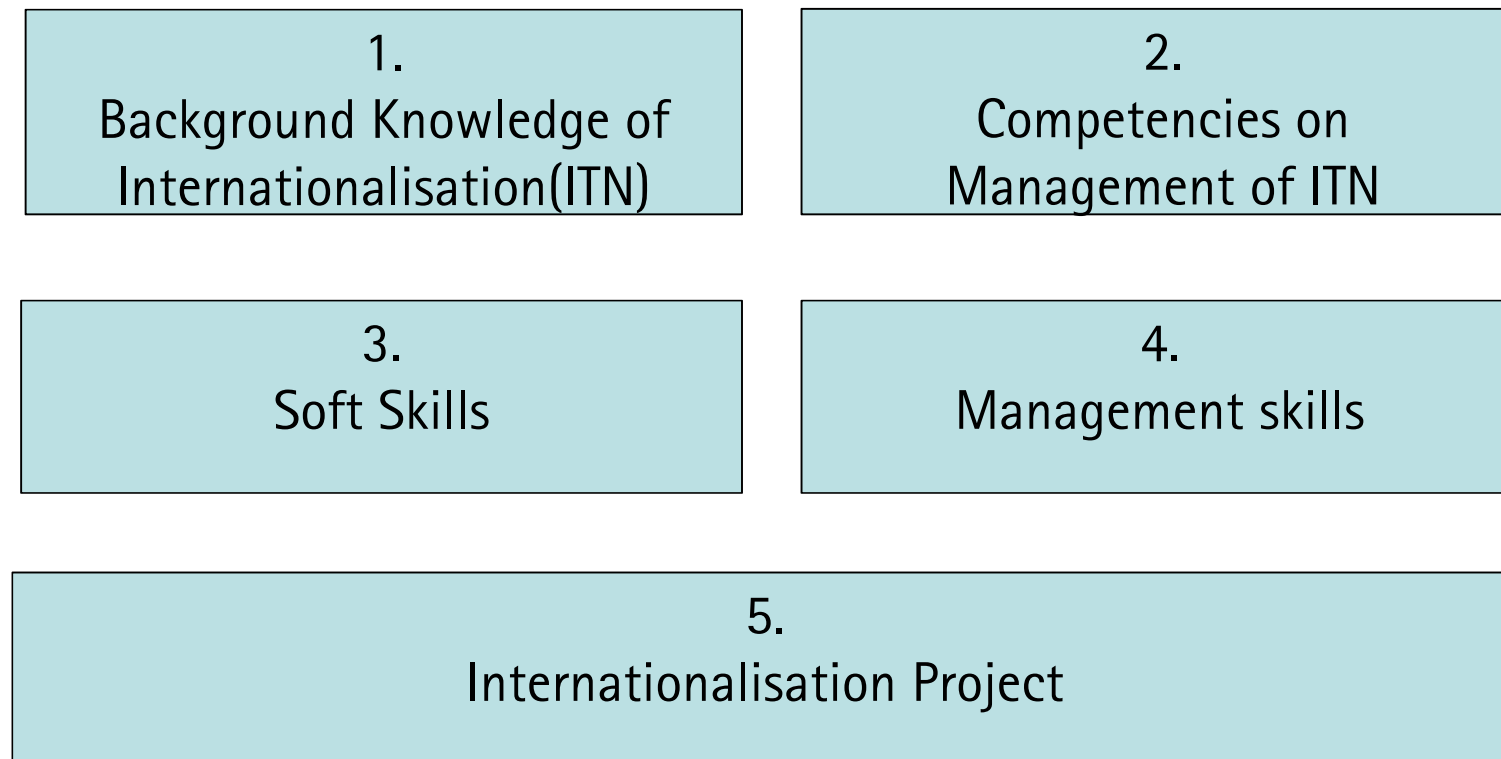 1.
Background Knowledge of
Internationalisation(ITN)
2.
Competencies on
Management of ITN
3.
Soft Skills
4.
Management skills
5.
Internationalisation Project